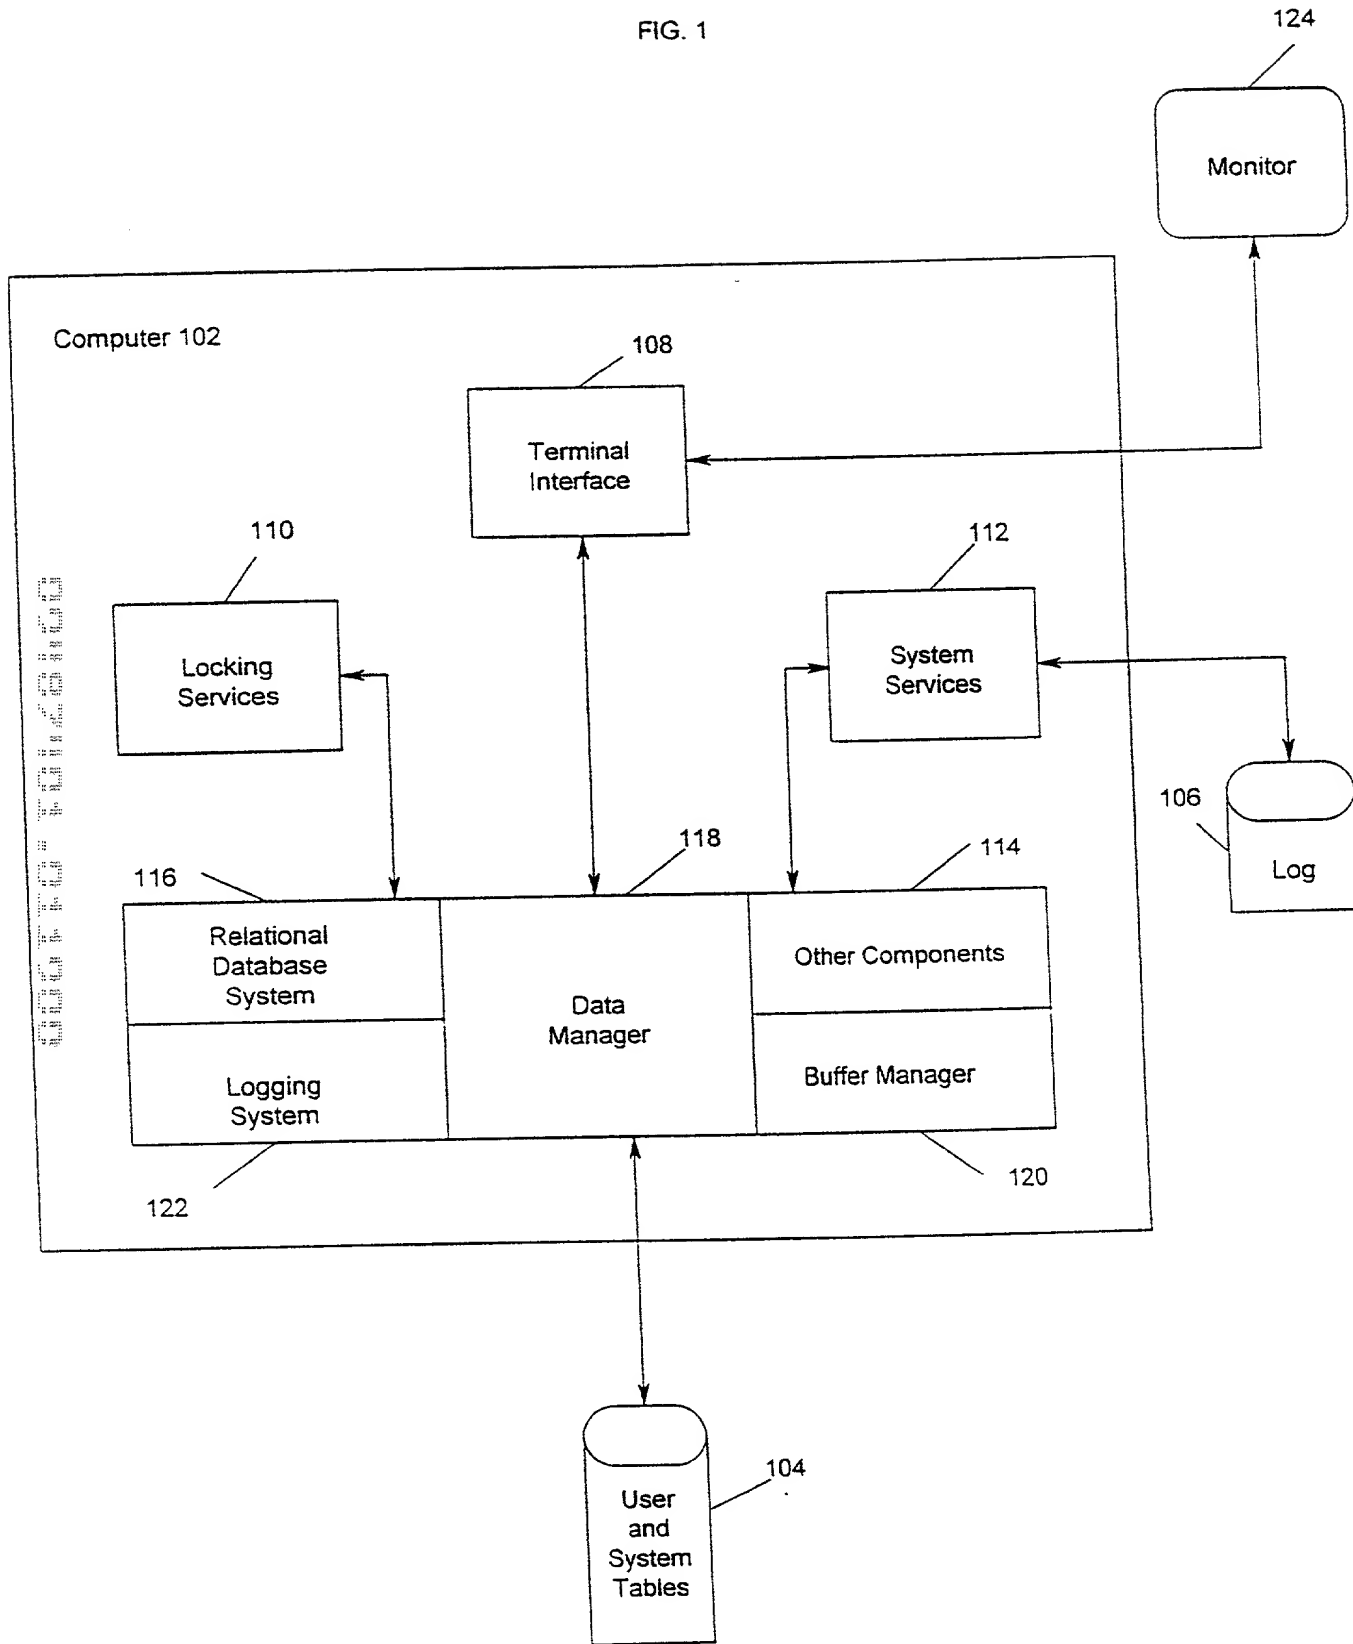 FIG. 1
124
Monitor
Computer 102
108
Terminal
Interface
110
112
Locking
Services
System
Services
106
Log
116
118
114
Relational
Database
System
Other Components
Data
Manager
Logging
System
Buffer Manager
122
120
104
User
and
System
Tables